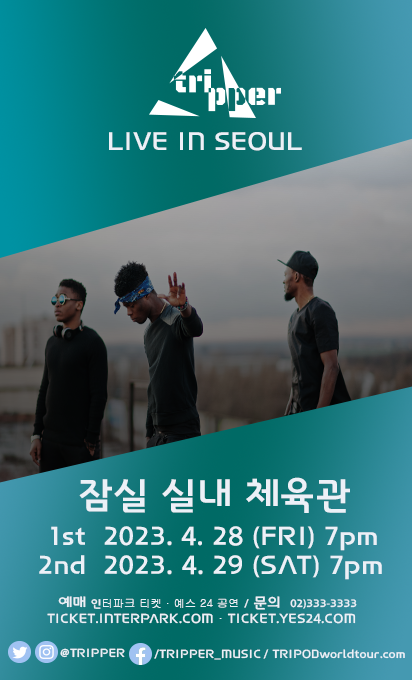 tripper
LIVE IN SEOUL
잠실 실내 체육관
1st 2023. 4. 28 (FRI) 7pm
2nd 2023. 4. 29 (SAT) 7pm
예매 인터파크 티켓 · 예스 24 공연 / 문의 02)333-3333
TICKET.INTERPARK.COM · TICKET.YES24.COM
@TRIPPER /TRIPPER_MUSIC / TRIPODworldtour.com